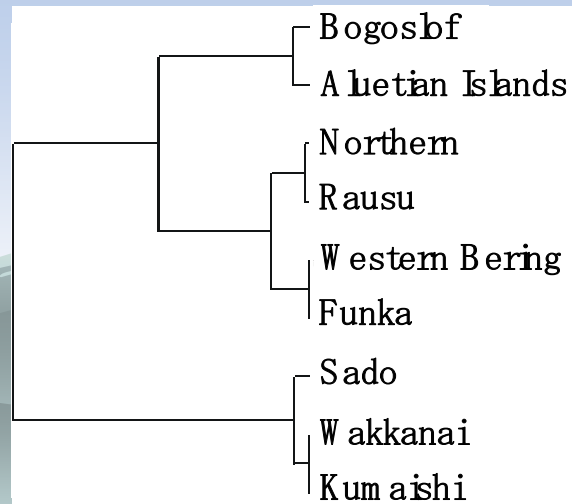 Bogoslof
Aluetian Islands
Northern
Rausu
Western Bering
Funka
Sado
Wakkanai
Kumaishi